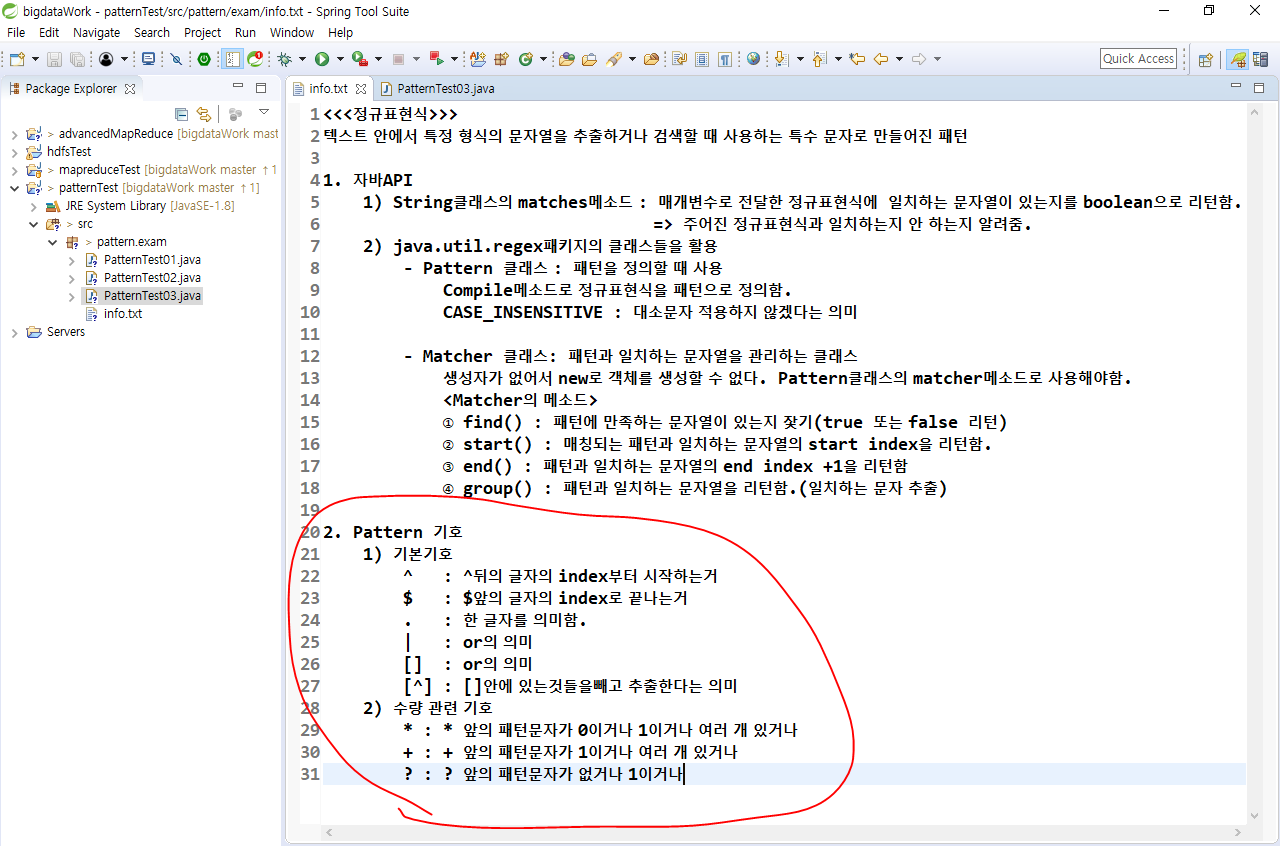 bigdataWork - patternTest/src/pattern/exam/info.txt - Spring Tool Suite
File Edit Navigate Search Project Run Window Help
Quick Access
Package Explorer
info.txt
PatternTest03.java
> advancedMapReduce [bigdataWork mast
hdfsTest
> mapreduceTest [bigdataWork master ↑1
> patternTest [bigdataWork master ↑1]
JRE System Library [JavaSE-1.8]
> src
> pattern.exam
PatternTest01.java
PatternTest02.java
PatternTest03.java
info.txt
Servers
1 <<<정규표현식>>>
2 텍스트 안에서 특정 형식의 문자열을 추출하거나 검색할 때 사용하는 특수 문자로 만들어진 패턴
3
4 1. 자바API
5 1) String클래스의 matches메소드 : 매개변수로 전달한 정규표현식에 일치하는 문자열이 있는지를 boolean으로 리턴함.
6 => 주어진 정규표현식과 일치하는지 안 하는지 알려줌.
7 2) java.util.regex패키지의 클래스들을 활용
8 - Pattern 클래스 : 패턴을 정의할 때 사용
9 Compile메소드로 정규표현식을 패턴으로 정의함.
10 CASE_INSENSITIVE : 대소문자 적용하지 않겠다는 의미
11
12 - Matcher 클래스: 패턴과 일치하는 문자열을 관리하는 클래스
13 생성자가 없어서 new로 객체를 생성할 수 없다. Pattern클래스의 matcher메소드로 사용해야함.
14 <Matcher의 메소드>
15 ① find() : 패턴에 만족하는 문자열이 있는지 찾기(true 또는 false 리턴)
16 ② start() : 매칭되는 패턴과 일치하는 문자열의 start index을 리턴함.
17 ③ end() : 패턴과 일치하는 문자열의 end index +1을 리턴함
18 ④ group() : 패턴과 일치하는 문자열을 리턴함.(일치하는 문자 추출)
19
20 2. Pattern 기호
21 1) 기본기호
22 ^ : ^뒤의 글자의 index부터 시작하는거
23 $ : $앞의 글자의 index로 끝나는거
24 . : 한 글자를 의미함.
25 | : or의 의미
26 [] : or의 의미
27 [^] : []안에 있는것들을빼고 추출한다는 의미
28 2) 수량 관련 기호
29 * : * 앞의 패턴문자가 0이거나 1이거나 여러 개 있거나
30 + : + 앞의 패턴문자가 1이거나 여러 개 있거나
31 ? : ? 앞의 패턴문자가 없거나 1이거나